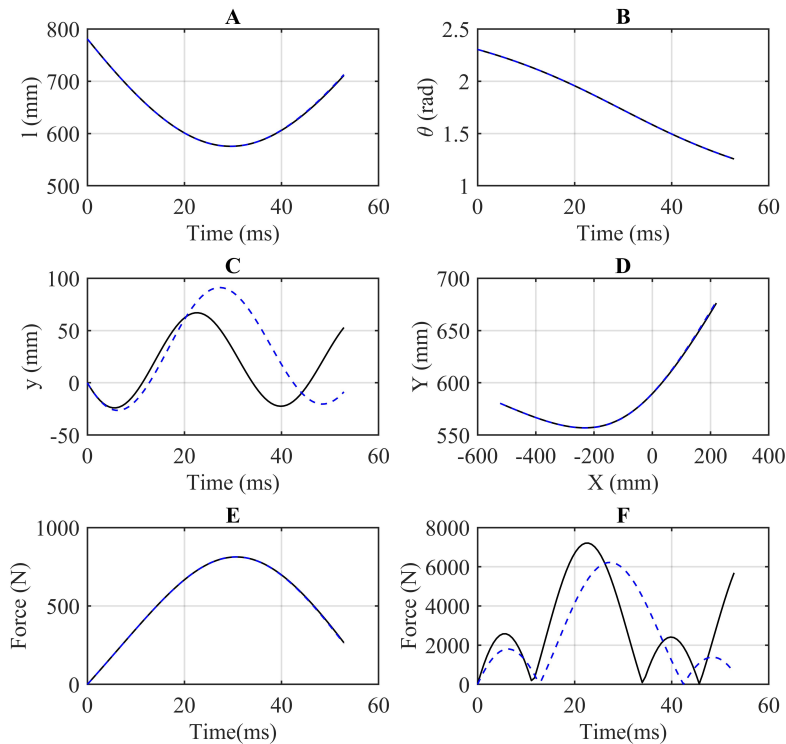 A
800
700
600
500
l (mm)
0 20 40 60
Time (ms)
B
2.5
2
1.5
1
θ (rad)
0 20 40 60
Time (ms)
C
100
50
0
-50
y (mm)
0 20 40 60
Time (ms)
D
700
650
600
550
Y (mm)
-600 -400 -200 0 200 400
X (mm)
E
1000
500
0
Force (N)
0 20 40 60
Time(ms)
F
8000
6000
4000
2000
0
Force (N)
0 20 40 60
Time(ms)